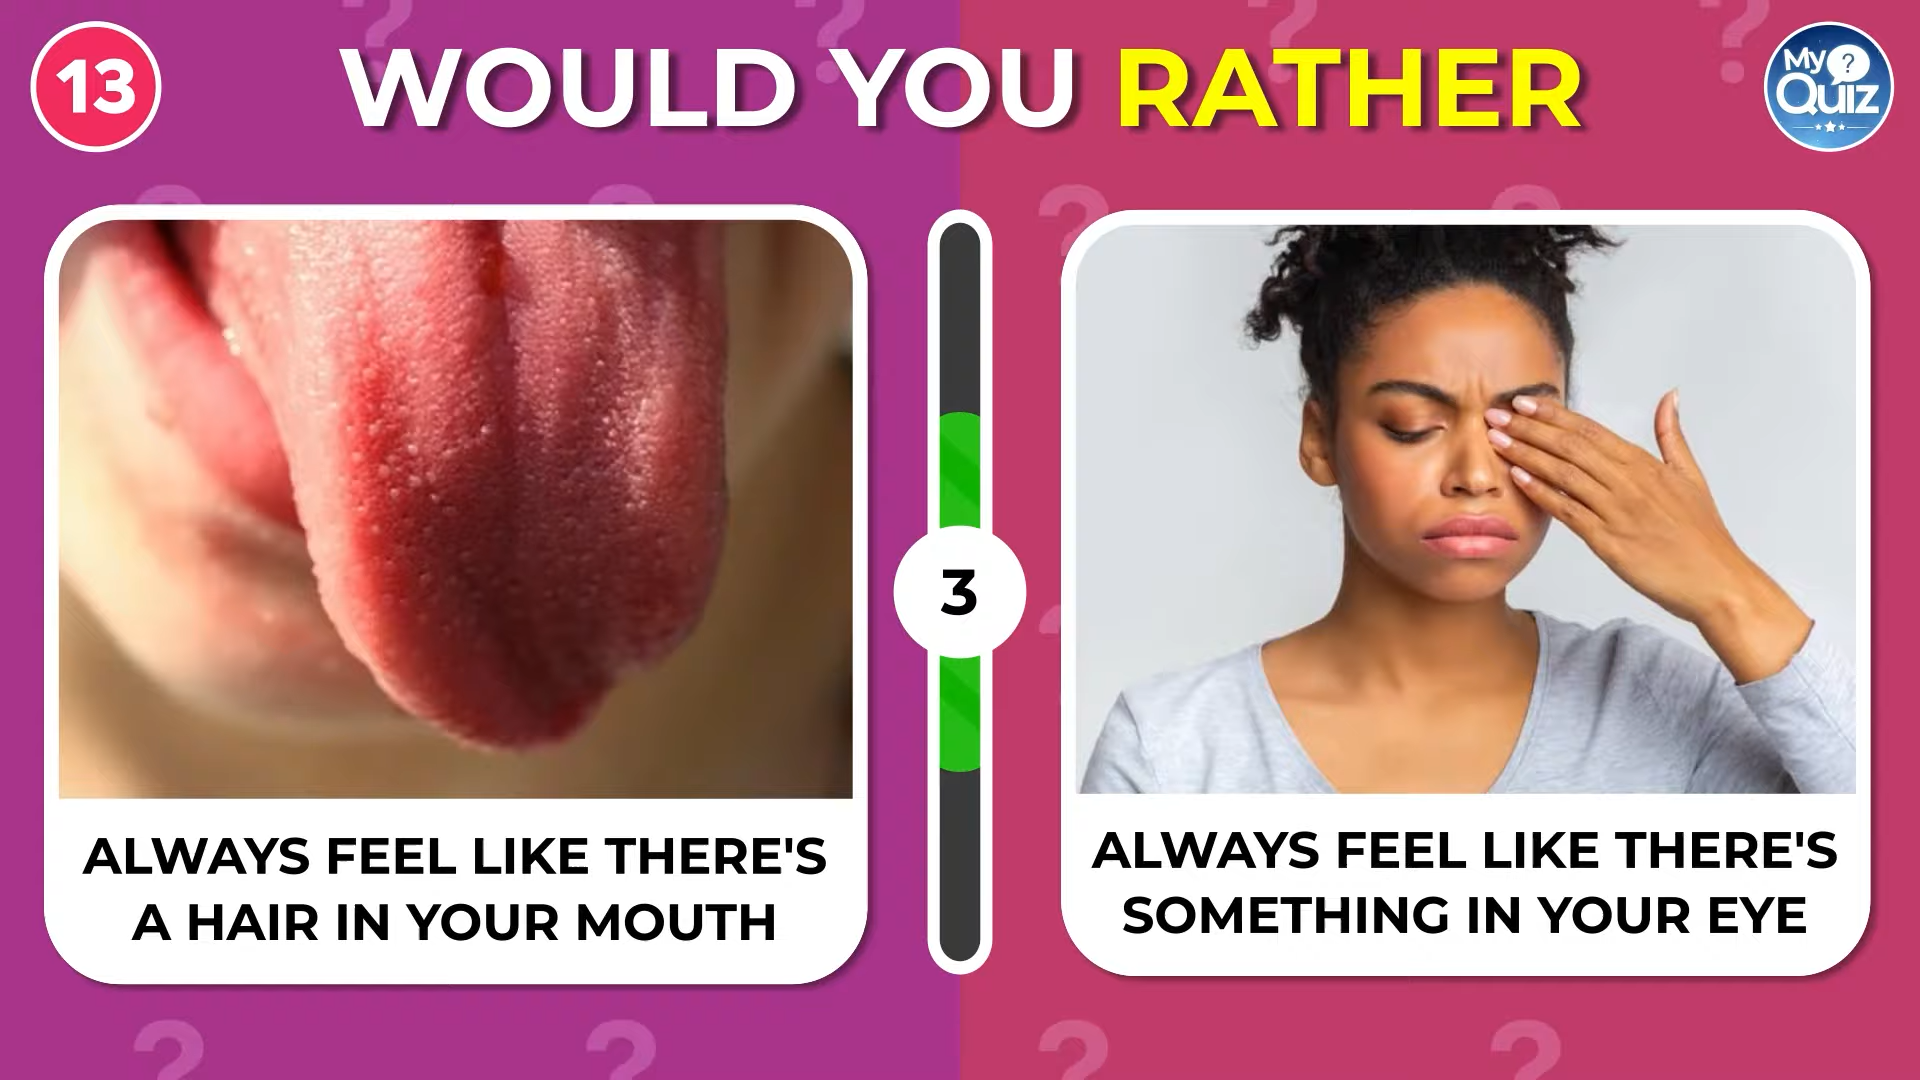 13
WOULD YOU RATHER
My ?
Quiz
3
ALWAYS FEEL LIKE THERE'S
A HAIR IN YOUR MOUTH
ALWAYS FEEL LIKE THERE'S
SOMETHING IN YOUR EYE